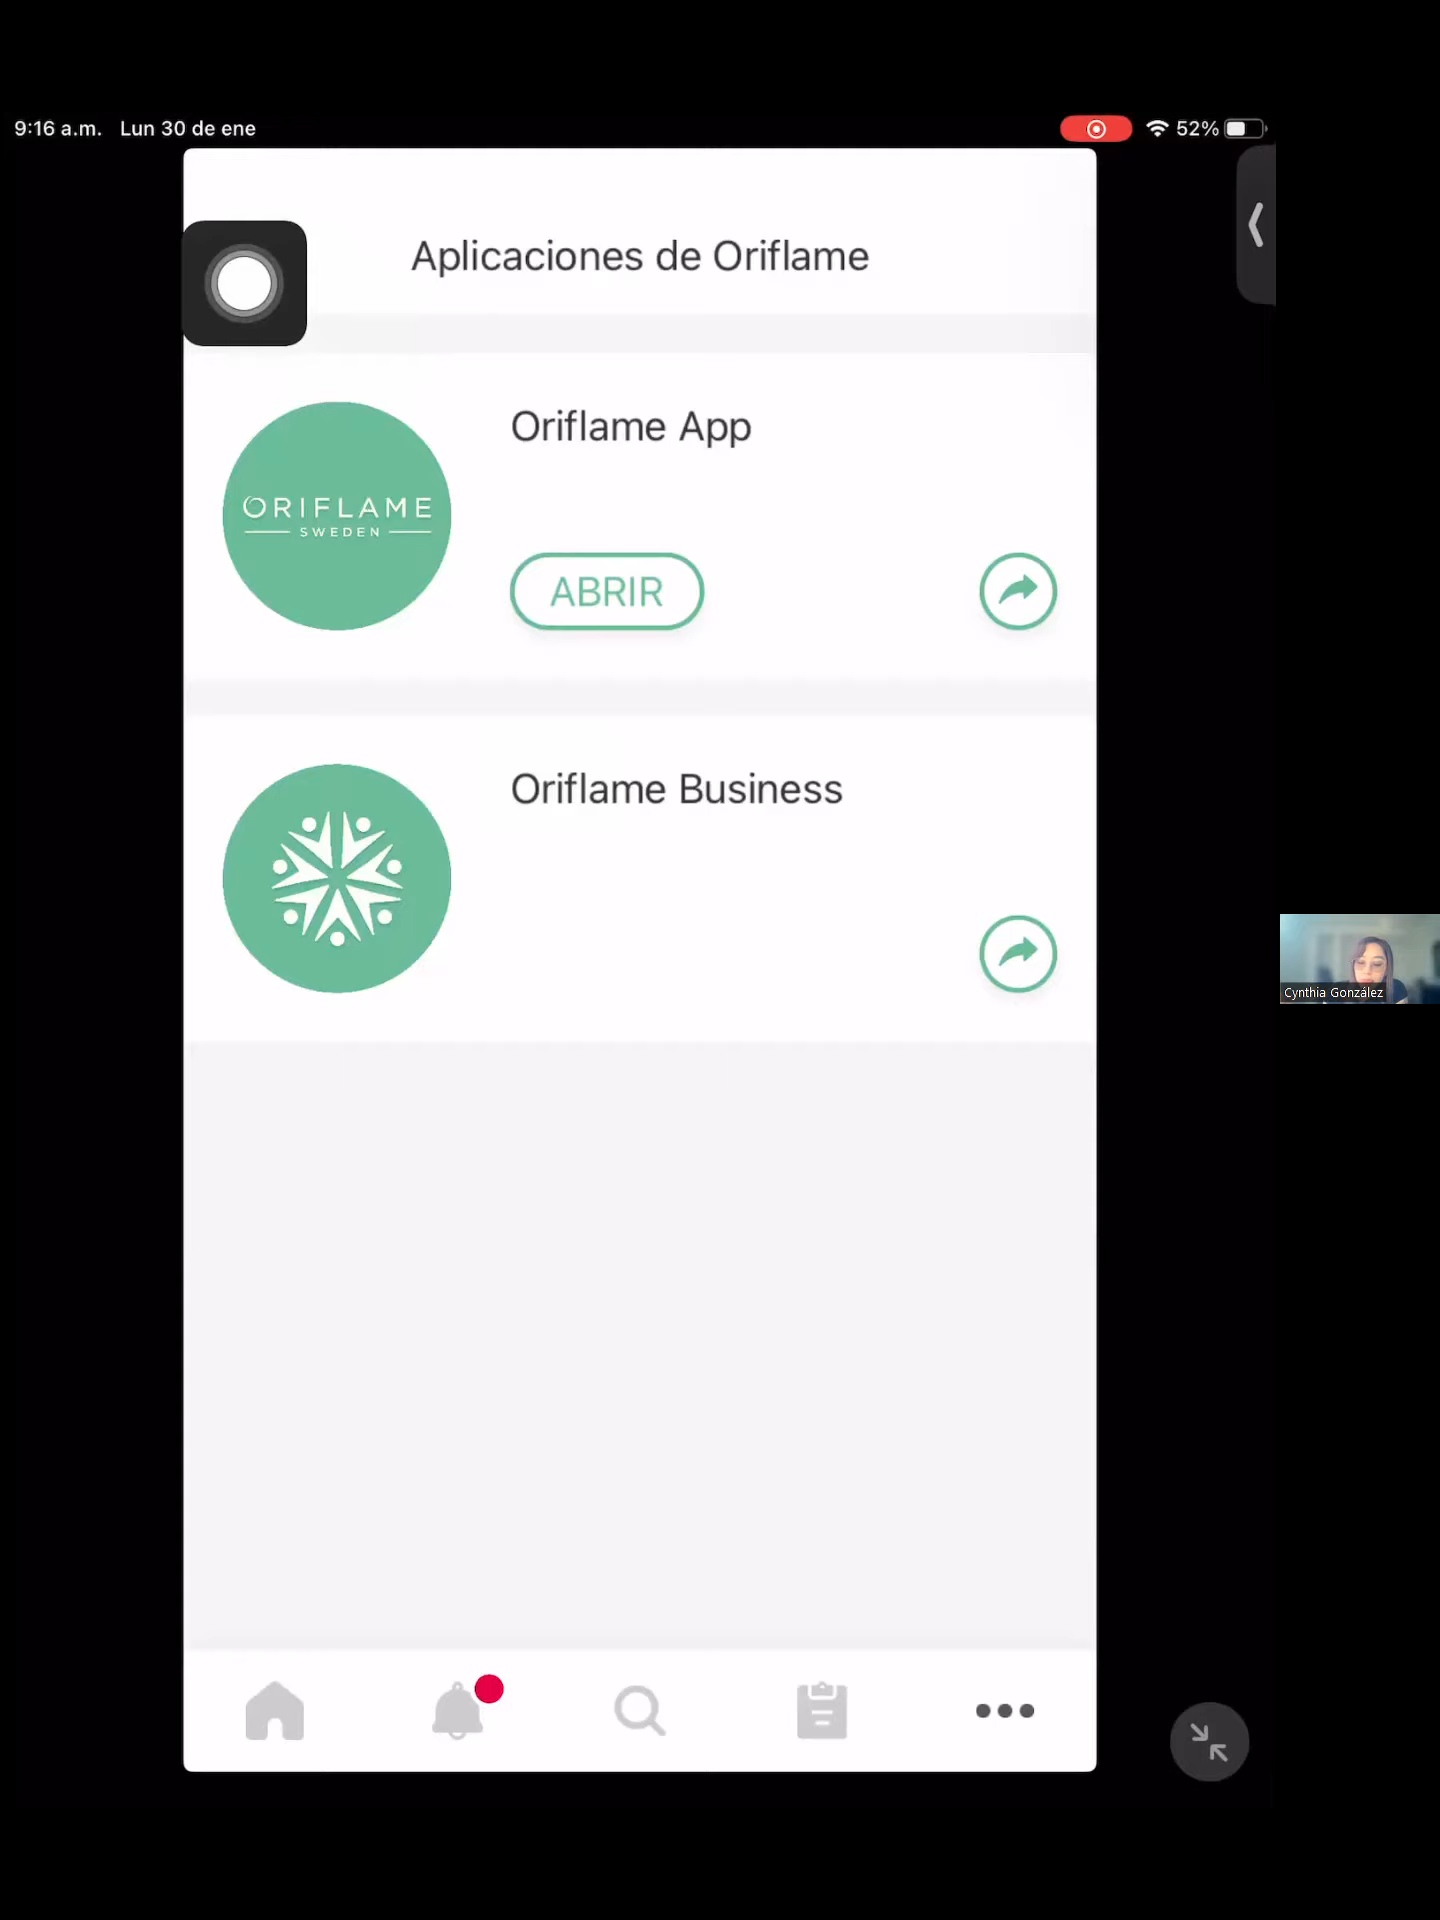 9:16 a.m. Lun 30 de ene
52%
Aplicaciones de Oriflame
Oriflame App
ORIFLAME
SWEDEN
ABRIR
Oriflame Business
Cynthia González